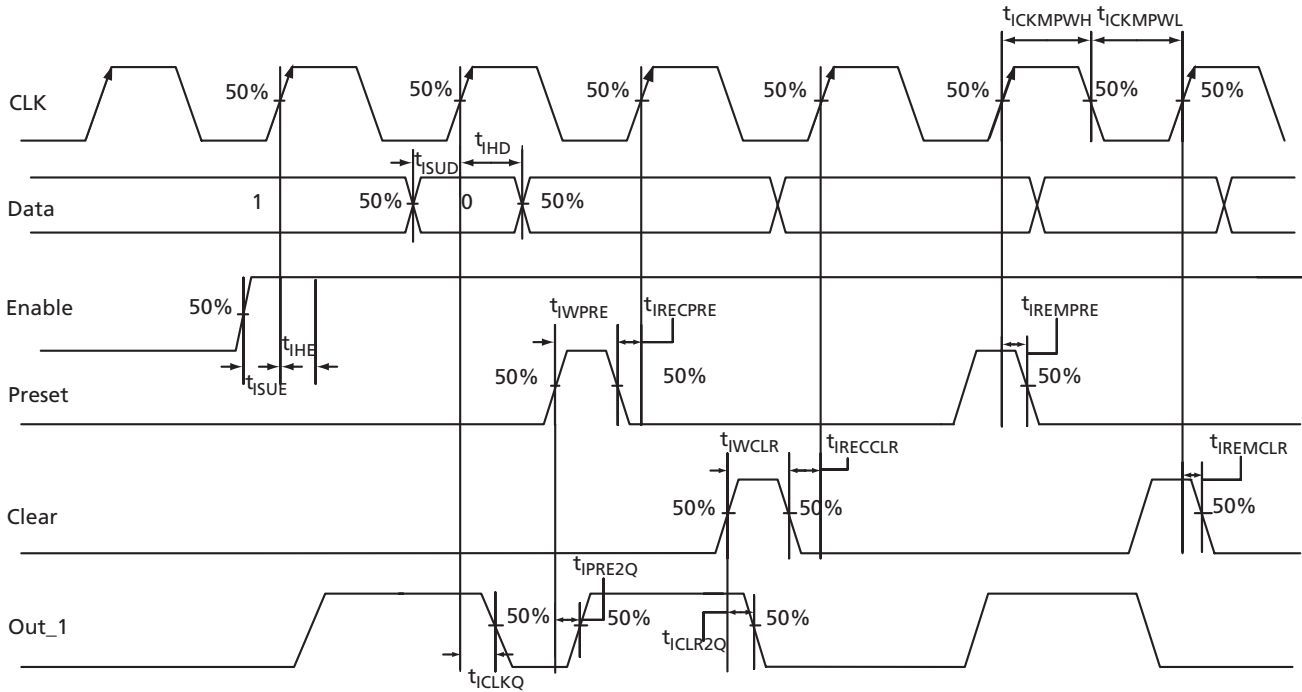 tICKMPWH tICKMPWL
CLK 50% 50% 50% 50% 50% 50% 50%
tISUD tIHD
Data 1 50% 0 50%
Enable 50% tIWPRE tIRECPRE tIREMPRE
tIHE
tISUE
Preset 50% 50% 50%
tIWCLR tIRECCLR tIREMCLR
Clear 50% 50% 50%
tIPRE2Q
Out_1 50% 50% 50%
tICLR2Q
tICLKQ